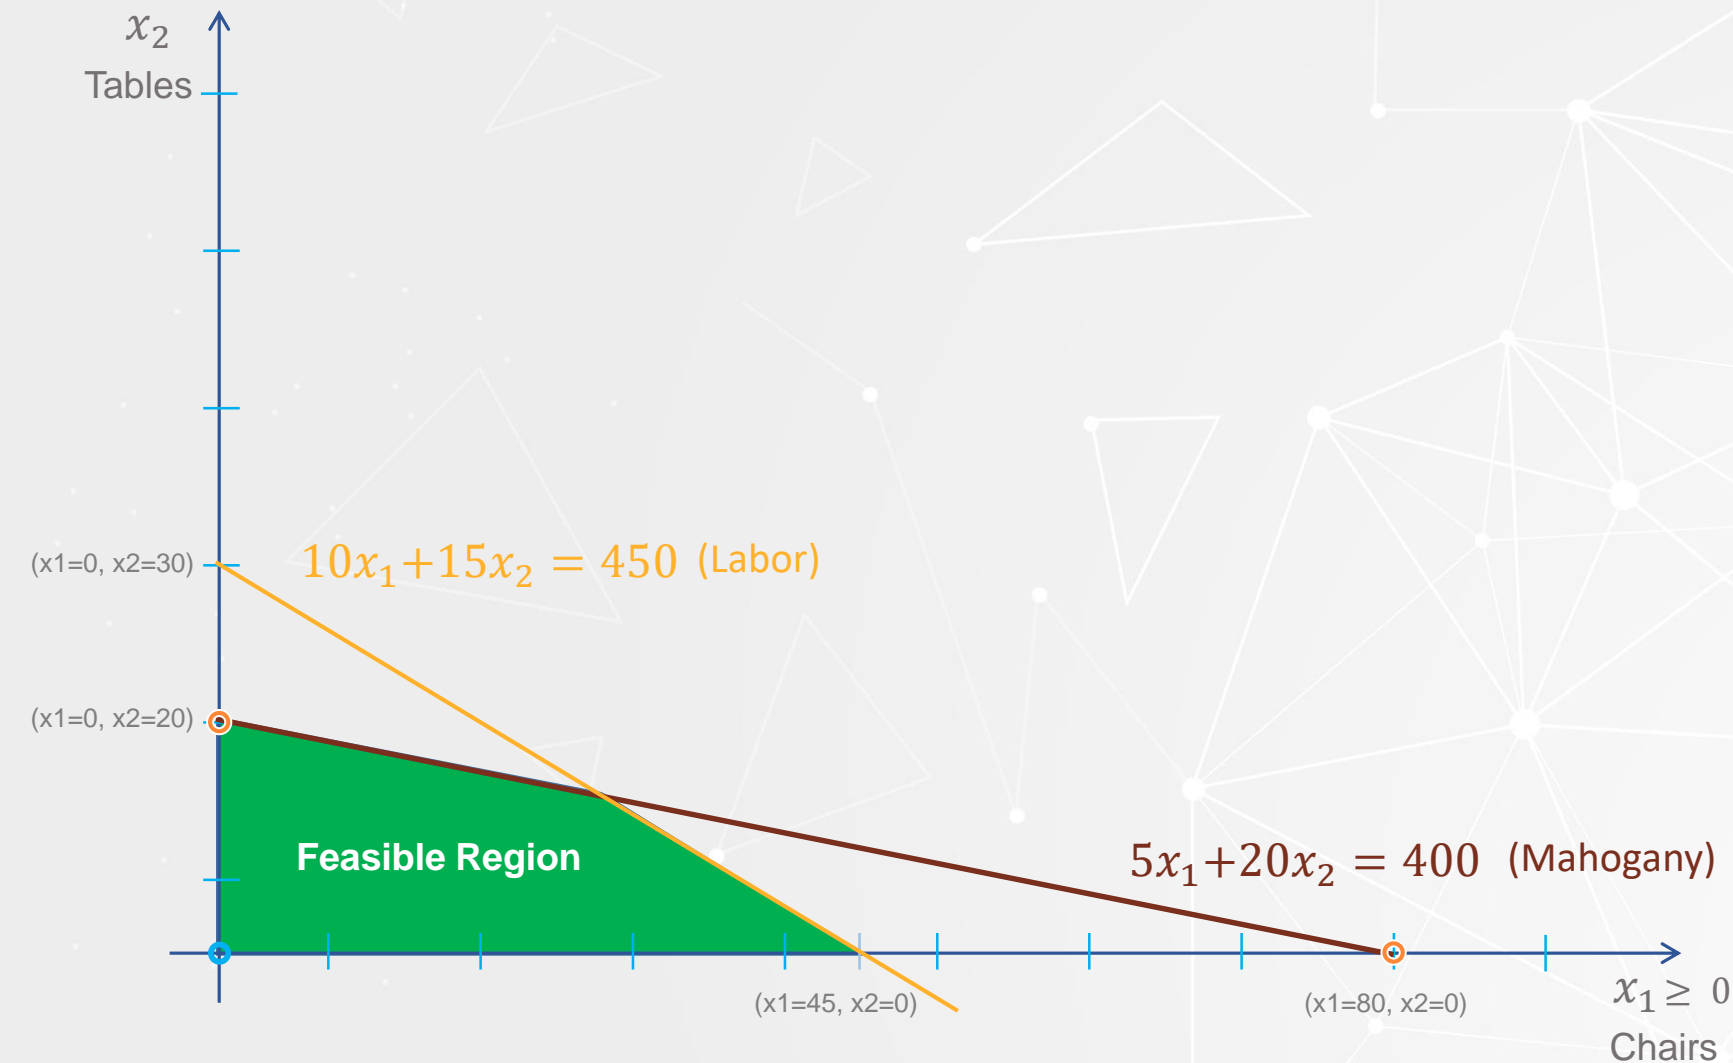 x₂
Tables
(x1=0, x2=30)
10x₁+15x₂ = 450 (Labor)
(x1=0, x2=20)
Feasible Region
5x₁+20x₂ = 400 (Mahogany)
(x1=45, x2=0)
(x1=80, x2=0)
x₁ ≥ 0
Chairs